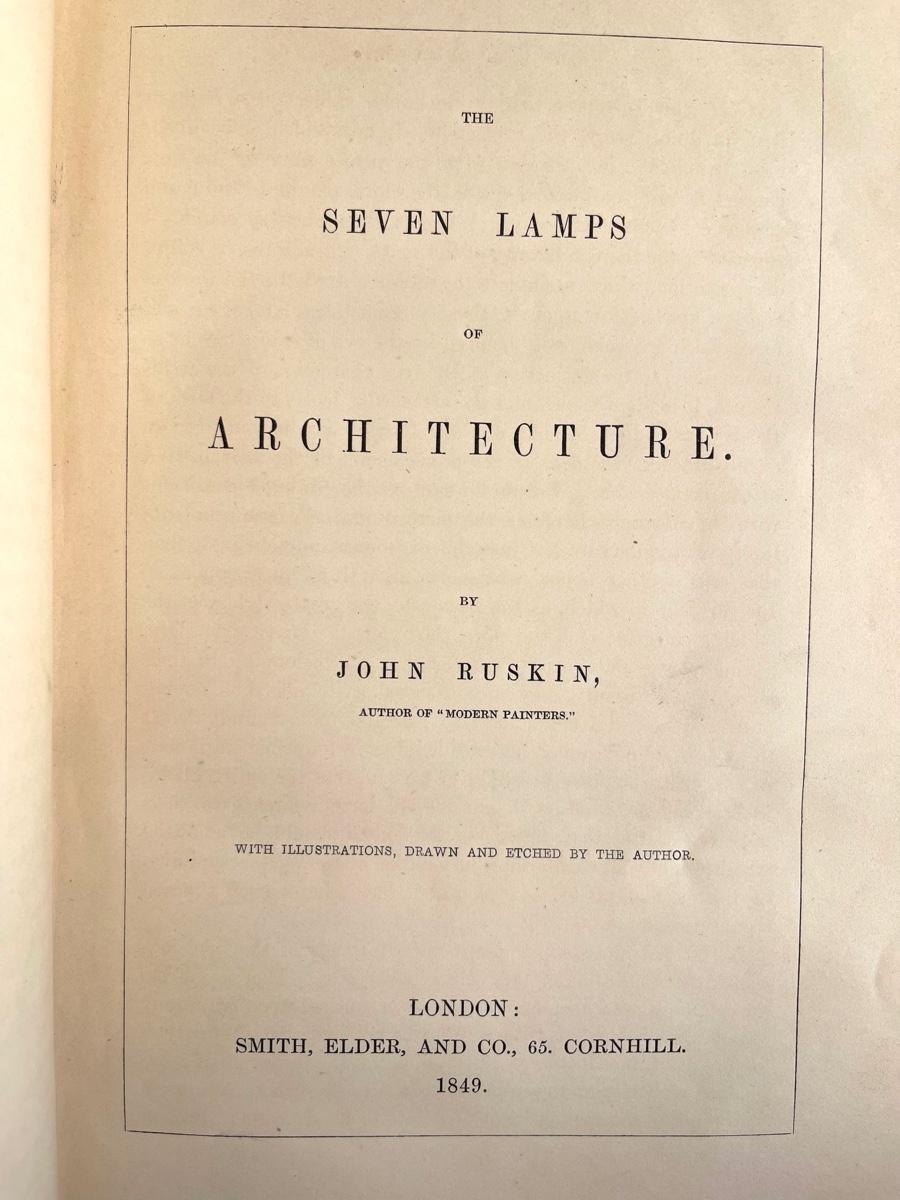 THE
SEVEN LAMPS
OF
ARCHITECTURE.
BY
JOHN RUSKIN,
AUTHOR OF "MODERN PAINTERS."
WITH ILLUSTRATIONS, DRAWN AND ETCHED BY THE AUTHOR.
LONDON:
SMITH, ELDER, AND CO., 65. CORNHILL.
1849.